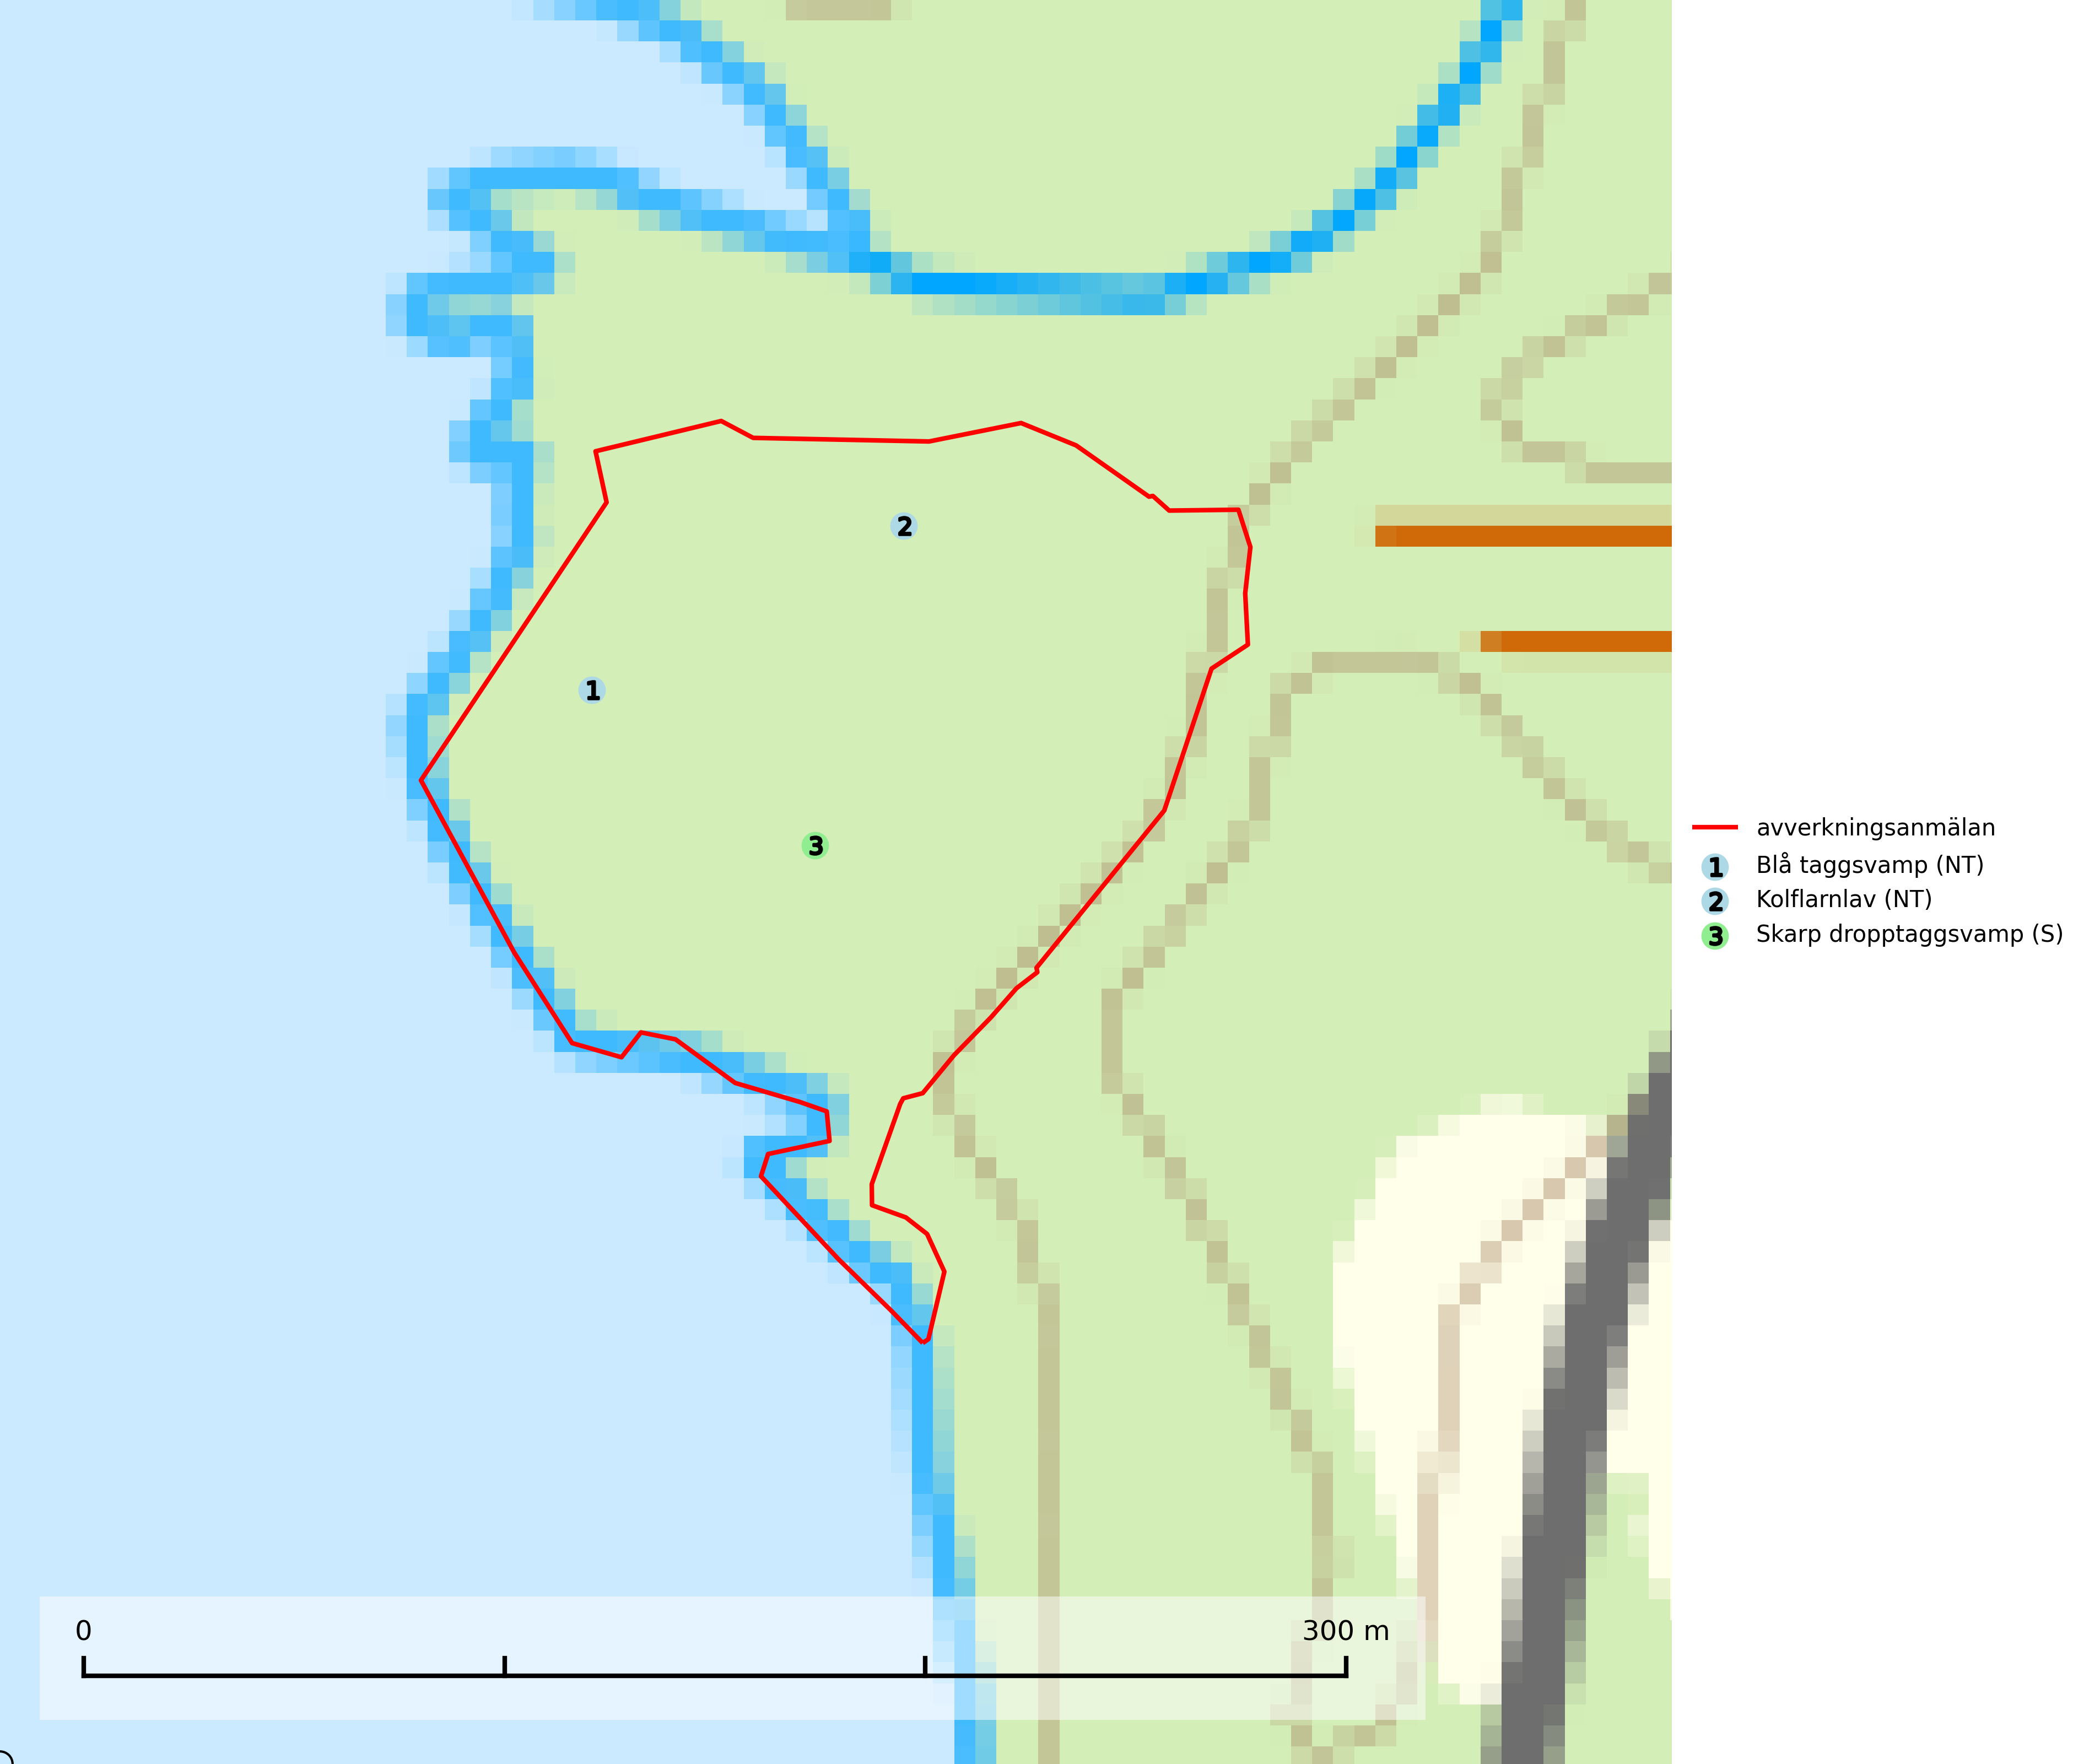 2
1
3
avverkningsanmälan
1 Blå taggsvamp (NT)
2 Kolflarnlav (NT)
3 Skarp dropptaggsvamp (S)
0 300 m